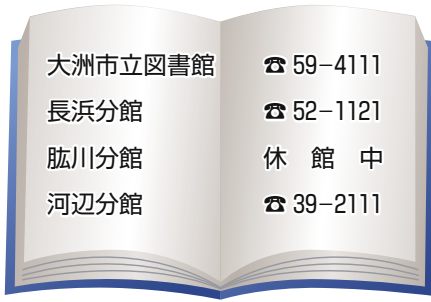 大洲市立図書館 ☎ 59−4111
長浜分館 ☎ 52−1121
肱川分館 休 館 中
河辺分館 ☎ 39−2111